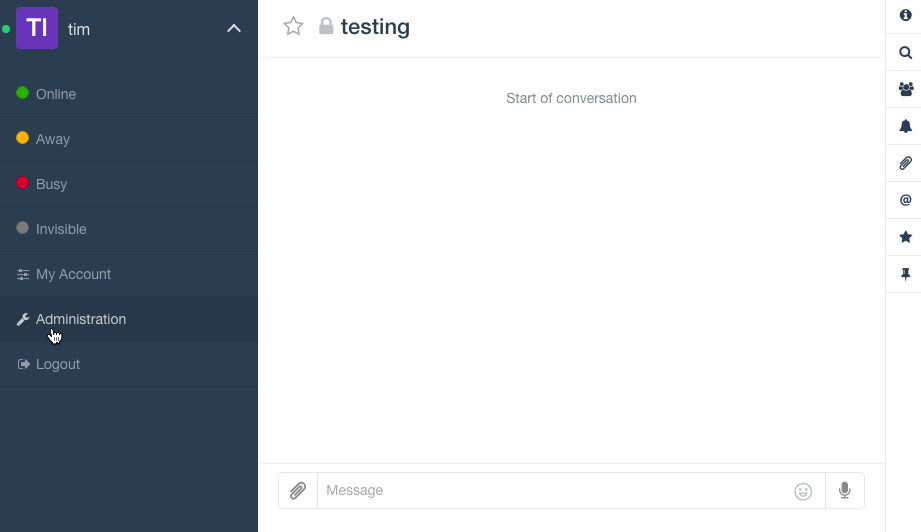 TI
tim
Online
Away
Busy
Invisible
My Account
Administration
Logout
testing
Start of conversation
Message
@